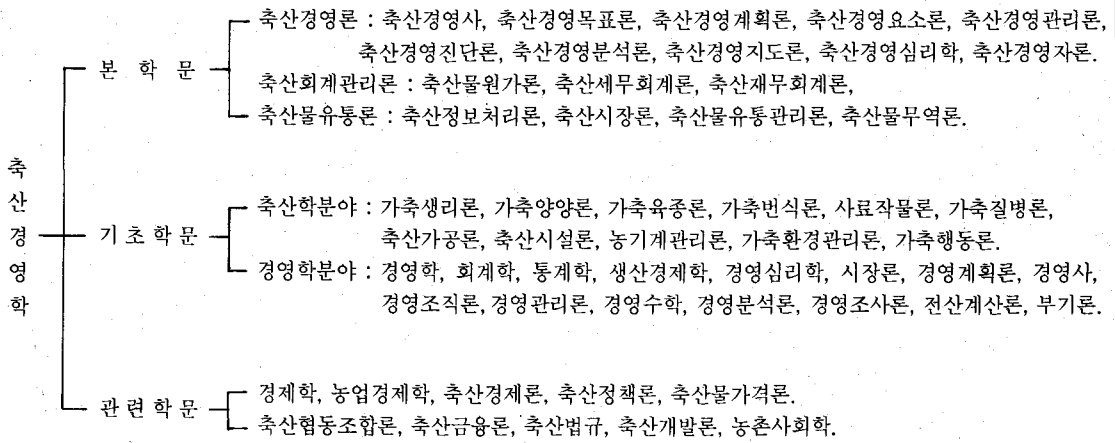 축산경영학
본 학 문
축산경영론 : 축산경영사, 축산경영목표론, 축산경영계획론, 축산경영요소론, 축산경영관리론,
축산경영진단론, 축산경영분석론, 축산경영지도론, 축산경영심리학, 축산경영자론.
축산회계관리론 : 축산물원가론, 축산세무회계론, 축산재무회계론,
축산물유통론 : 축산정보처리론, 축산시장론, 축산물유통관리론, 축산물무역론.
기 초 학 문
축산학분야 : 가축생리론, 가축양양론, 가축육종론, 가축번식론, 사료작물론, 가축질병론,
축산가공론, 축산시설론, 농기계관리론, 가축환경관리론, 가축행동론.
경영학분야 : 경영학, 회계학, 통계학, 생산경제학, 경영심리학, 시장론, 경영계획론, 경영사,
경영조직론, 경영관리론, 경영수학, 경영분석론, 경영조사론, 전산계산론, 부기론.
관 련 학 문
경제학, 농업경제학, 축산경제론, 축산정책론, 축산물가격론.
축산협동조합론, 축산금융론, 축산법규, 축산개발론, 농촌사회학.